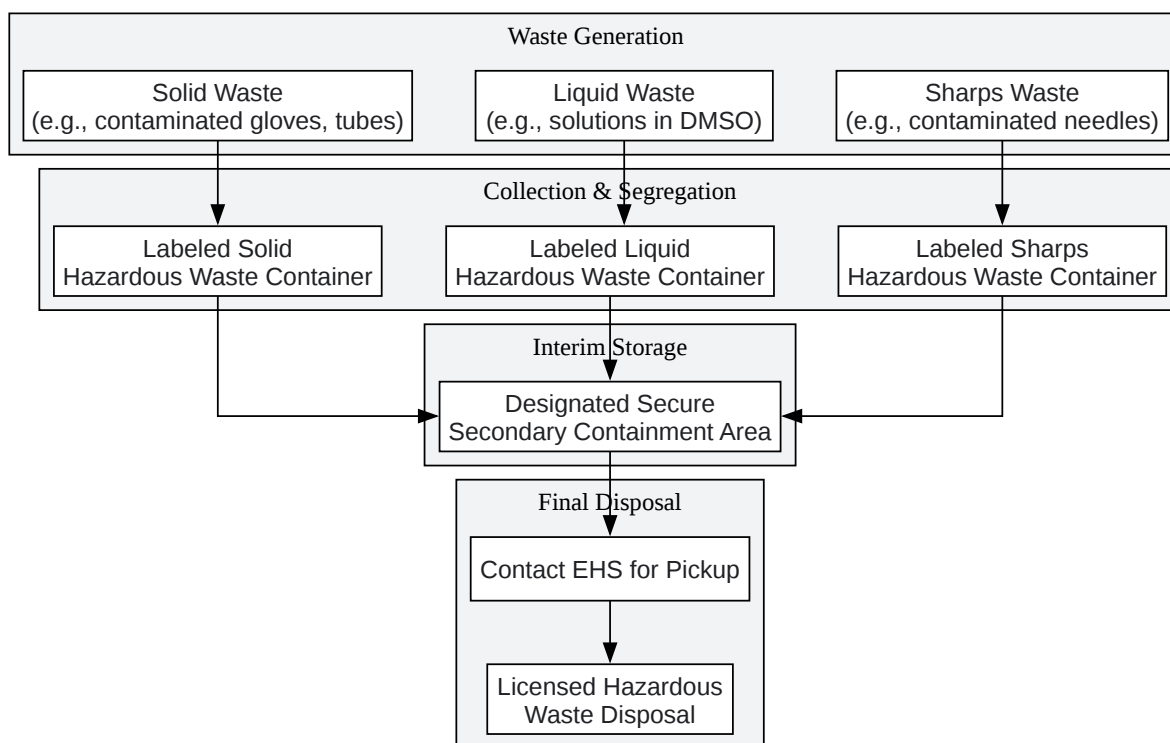 Waste Generation
Solid Waste
(e.g., contaminated gloves, tubes)
Liquid Waste
(e.g., solutions in DMSO)
Sharps Waste
(e.g., contaminated needles)
Collection & Segregation
Labeled Solid
Hazardous Waste Container
Labeled Liquid
Hazardous Waste Container
Labeled Sharps
Hazardous Waste Container
Interim Storage
Designated Secure
Secondary Containment Area
Final Disposal
Contact EHS for Pickup
Licensed Hazardous
Waste Disposal